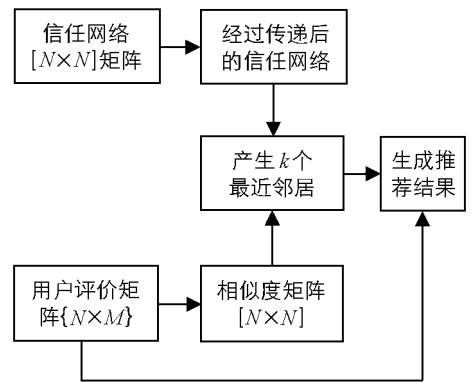 信任网络
[N×N]矩阵
经过传递后
的信任网络
产生k个
最近邻居
生成推
荐结果
用户评价矩
阵{N×M}
相似度矩阵
[N×N]